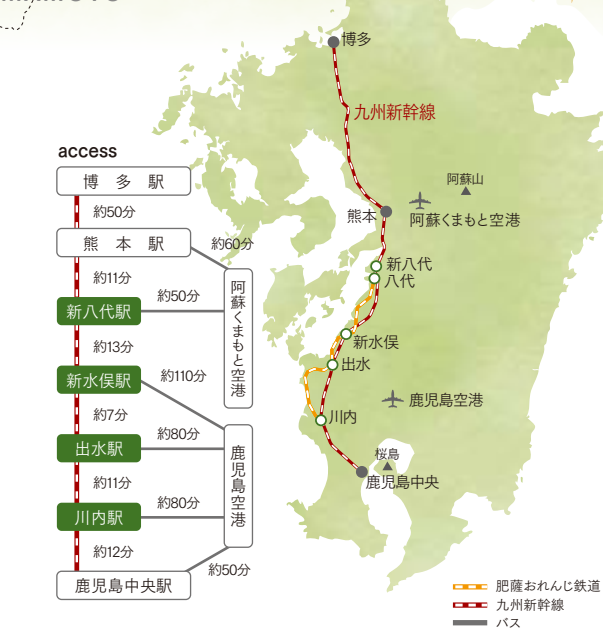 access
博多駅
約50分
熊本駅
約60分
約11分
約50分
新八代駅
阿蘇くまもと空港
約13分
新水俣駅
約110分
約7分
約80分
出水駅
鹿児島空港
約11分
約80分
川内駅
約12分
約50分
鹿児島中央駅
博多
九州新幹線
阿蘇山
熊本
阿蘇くまもと空港
新八代
八代
新水俣
出水
鹿児島空港
川内
桜島
鹿児島中央
肥薩おれんじ鉄道
九州新幹線
バス